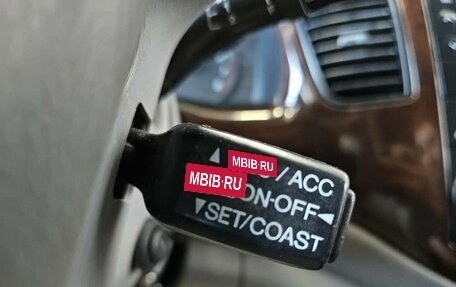 MBIB.RU
/ACC
MBIB.RU
ON-OFF
SET/COAST